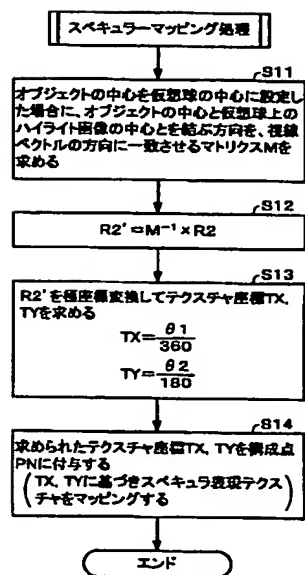 スペキュラーマッピング処理
S11
オブジェクトの中心を仮想球の中心に設定し
た場合に、オブジェクトの中心と仮想球上の
ハイライト画像の中心とを結ぶ方向を、視線
ベクトルの方向に一致させるマトリクスMを
求める
S12
R2'=M⁻¹×R2
S13
R2'を極座標変換してテクスチャ座標TX、
TYを求める
TX=θ1/360
TY=θ2/180
S14
求められたテクスチャ座標TX、TYを構成点
PNに付与する
(TX、TYに基づきスペキュラ表現テクス
チャをマッピングする)
エンド